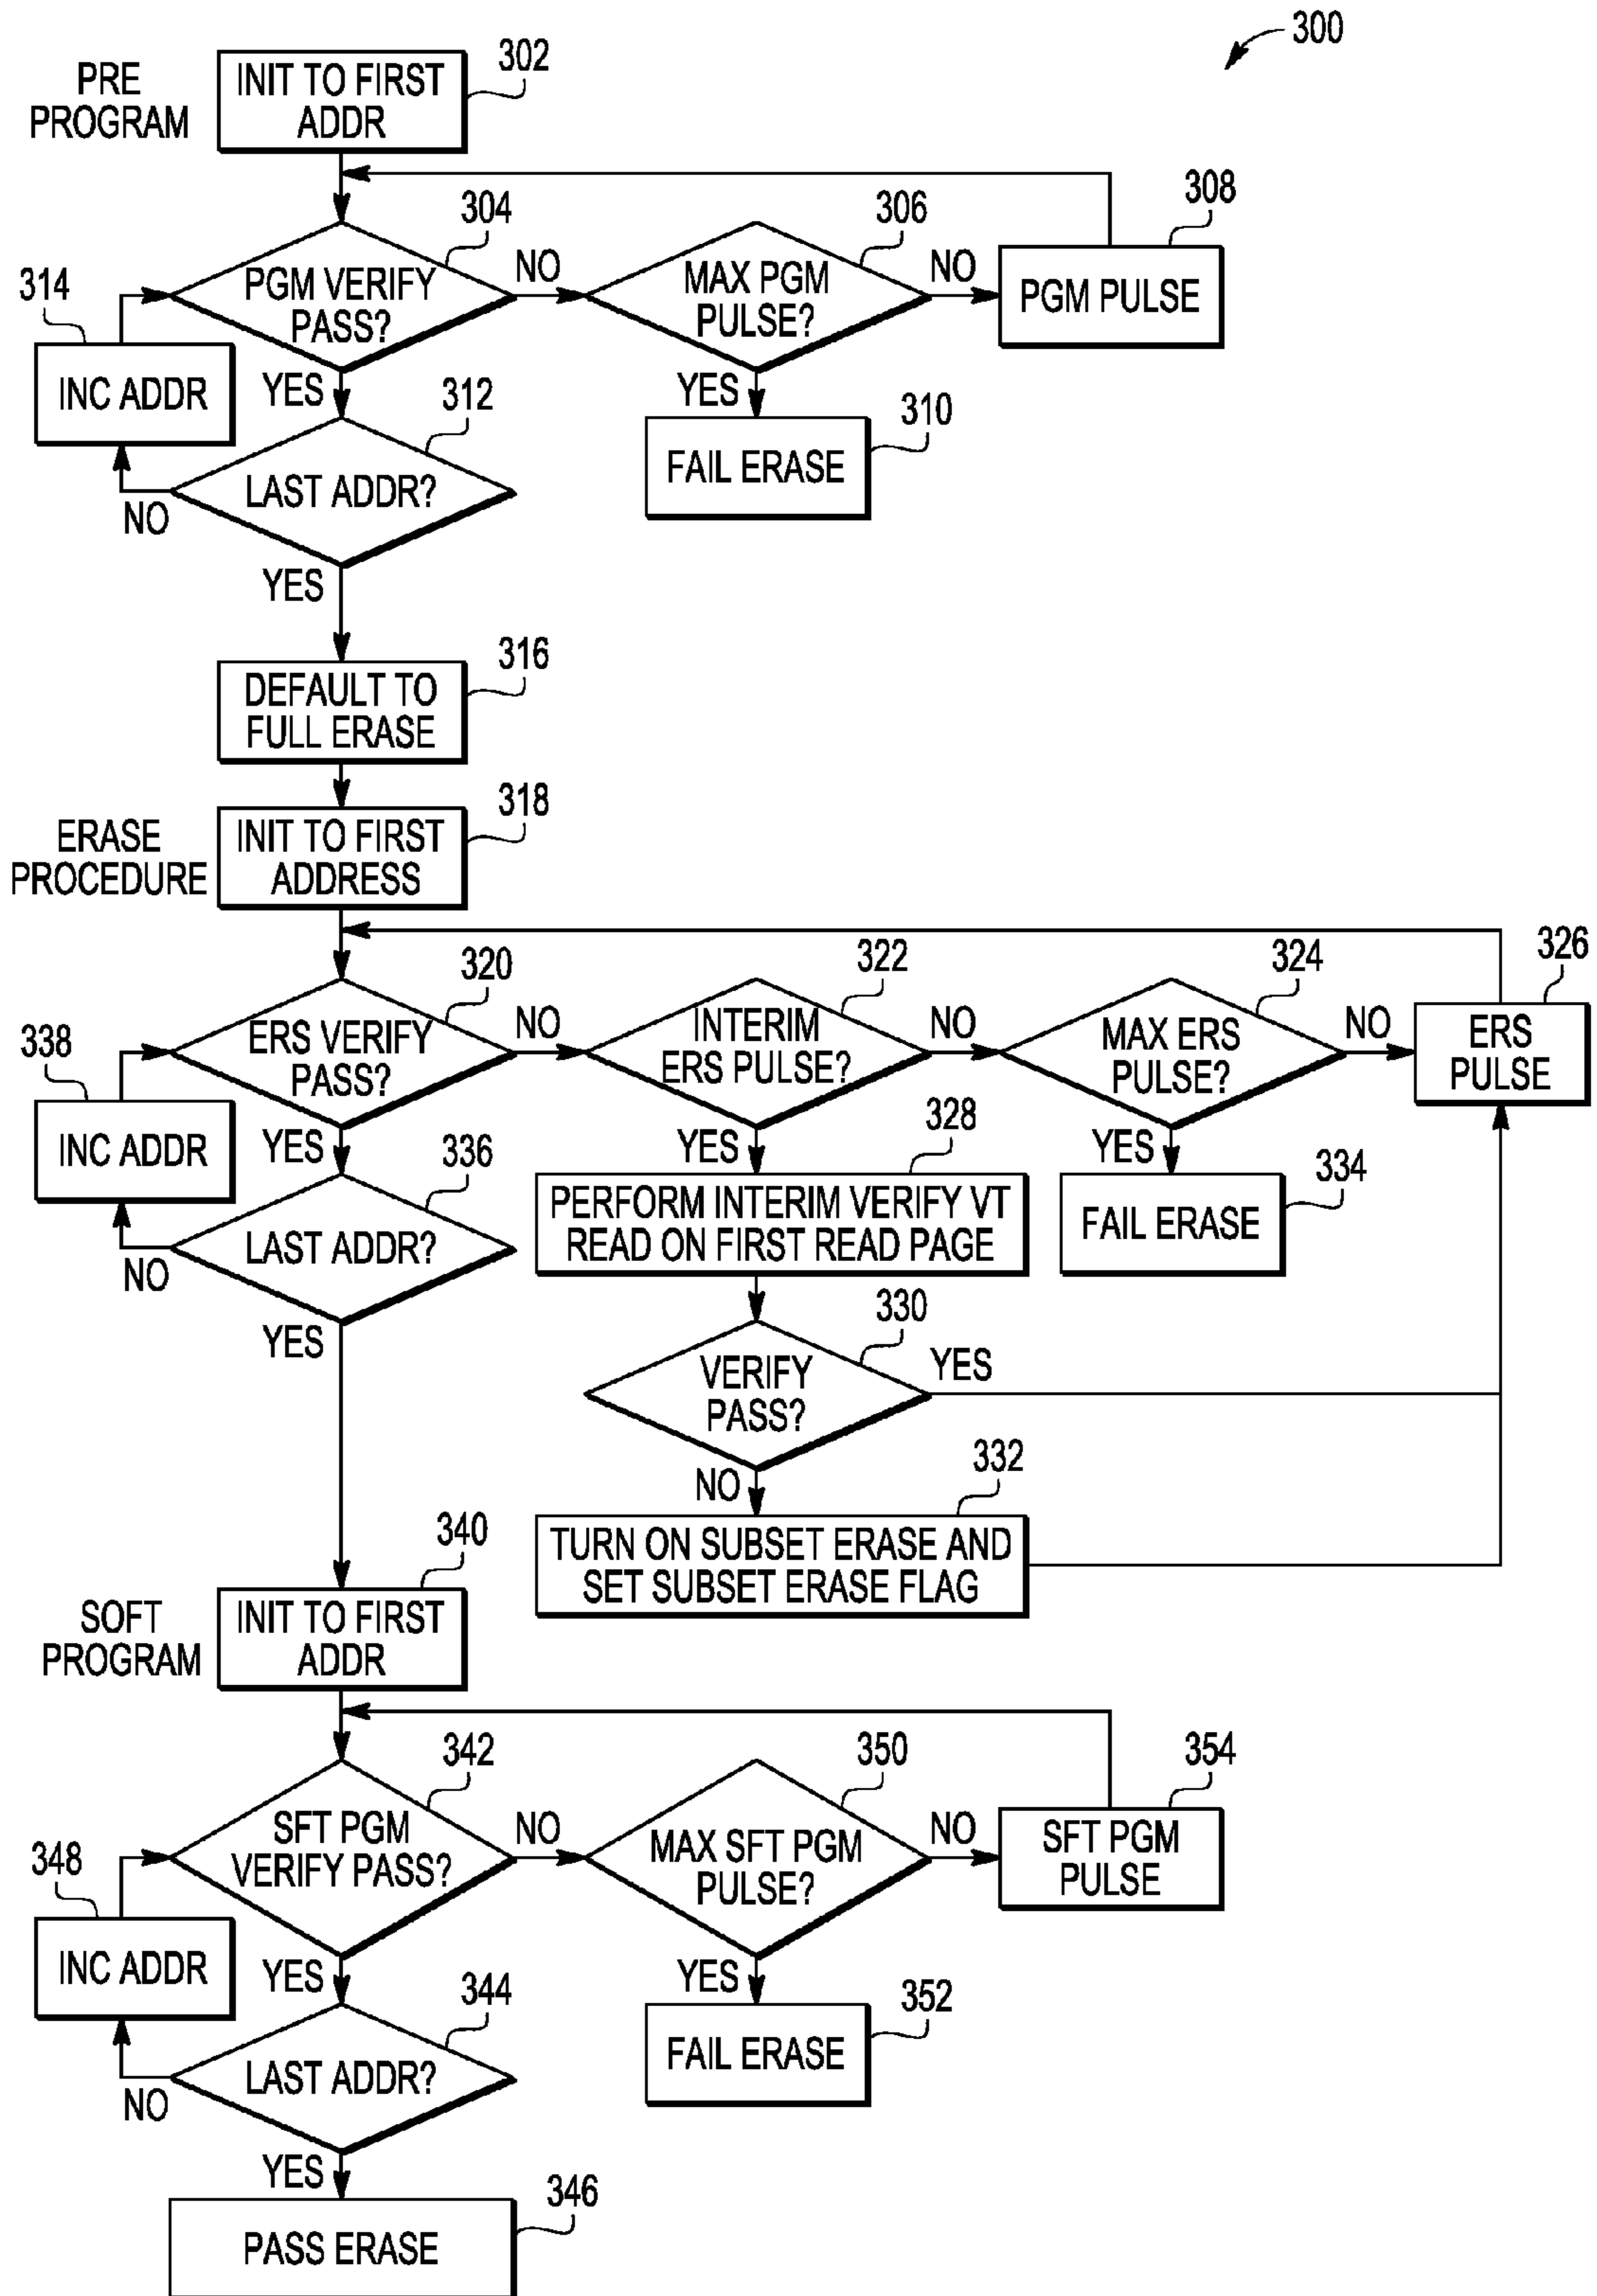 300
PRE
PROGRAM
INIT TO FIRST
ADDR
302
304
PGM VERIFY
PASS?
NO
YES
306
MAX PGM
PULSE?
NO
YES
308
PGM PULSE
314
INC ADDR
310
FAIL ERASE
312
LAST ADDR?
NO
YES
316
DEFAULT TO
FULL ERASE
ERASE
PROCEDURE
318
INIT TO FIRST
ADDRESS
320
ERS VERIFY
PASS?
NO
YES
322
INTERIM
ERS PULSE?
NO
YES
324
MAX ERS
PULSE?
NO
YES
326
ERS
PULSE
338
INC ADDR
328
PERFORM INTERIM VERIFY VT
READ ON FIRST READ PAGE
334
FAIL ERASE
336
LAST ADDR?
NO
YES
330
VERIFY
PASS?
YES
NO
332
TURN ON SUBSET ERASE AND
SET SUBSET ERASE FLAG
SOFT
PROGRAM
340
INIT TO FIRST
ADDR
342
SFT PGM
VERIFY PASS?
NO
YES
350
MAX SFT PGM
PULSE?
NO
YES
354
SFT PGM
PULSE
348
INC ADDR
352
FAIL ERASE
344
LAST ADDR?
NO
YES
346
PASS ERASE